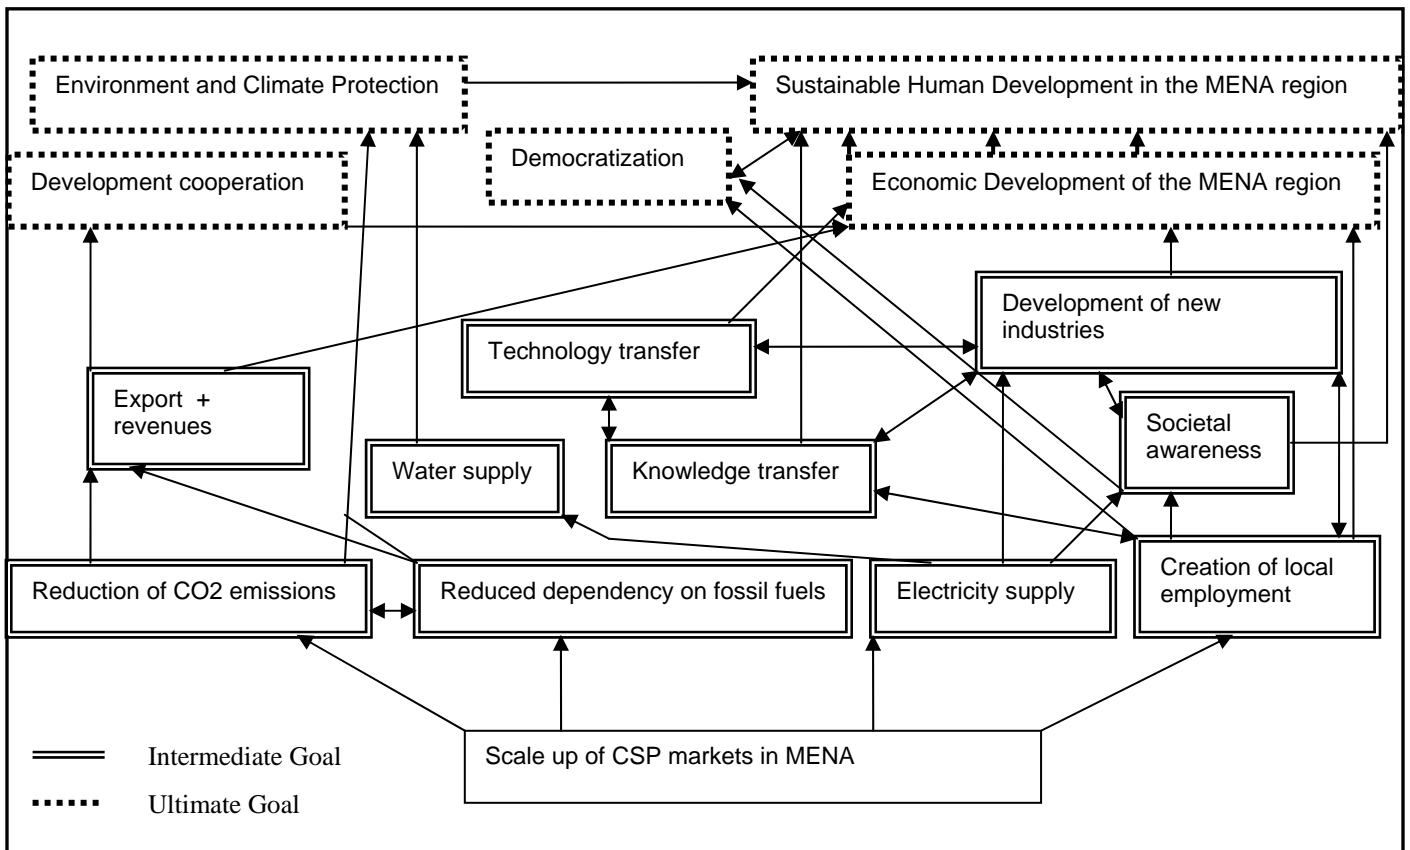 Environment and Climate Protection
Sustainable Human Development in the MENA region
Democratization
Development cooperation
Economic Development of the MENA region
Development of new
industries
Technology transfer
Export +
revenues
Societal
awareness
Water supply
Knowledge transfer
Reduction of CO2 emissions
Reduced dependency on fossil fuels
Electricity supply
Creation of local
employment
Scale up of CSP markets in MENA
Intermediate Goal
Ultimate Goal